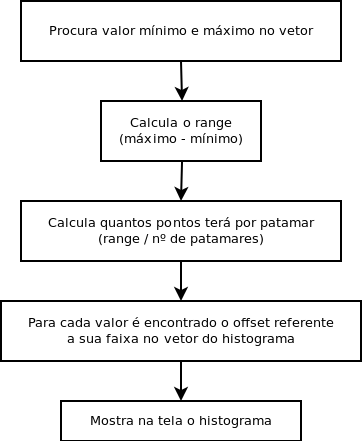 Procura valor mínimo e máximo no vetor
Calcula o range
(máximo - mínimo)
Calcula quantos pontos terá por patamar
(range / nº de patamares)
Para cada valor é encontrado o offset referente
a sua faixa no vetor do histograma
Mostra na tela o histograma